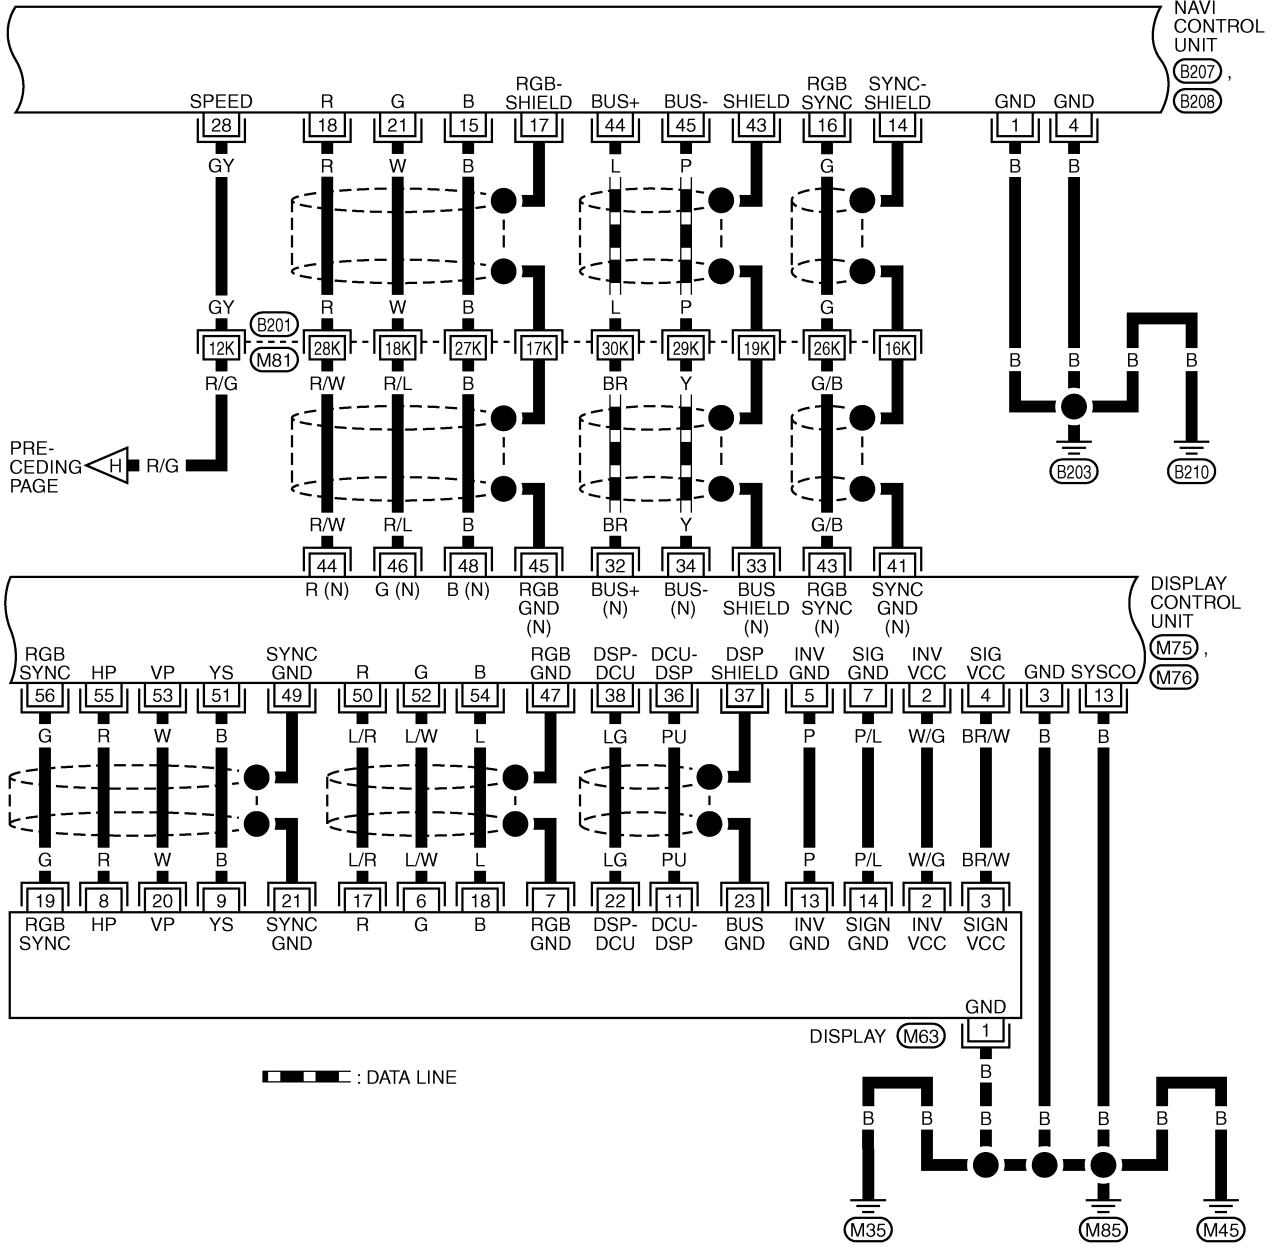 NAVI
CONTROL
UNIT
B207 ,
B208
SPEED R G B RGB-SHIELD BUS+ BUS- SHIELD RGB SYNC SYNC-SHIELD GND GND
28 18 21 15 17 44 45 43 16 14 1 4
GY R W B L P G B B
GY R W B L P G
B201
12K 28K 18K 27K 17K 30K 29K 19K 26K 16K
M81
B B B B
R/G R/W R/L B BR Y G/B
PRE-
CEDING
PAGE
H R/G
B203 B210
R/W R/L B BR Y G/B
44 46 48 45 32 34 33 43 41
R (N) G (N) B (N) RGB GND (N) BUS+ (N) BUS- (N) BUS SHIELD (N) RGB SYNC (N) SYNC GND (N)
DISPLAY
CONTROL
UNIT
M75 ,
M76
RGB SYNC HP VP YS SYNC GND R G B RGB GND DSP-DCU DCU-DSP DSP SHIELD INV GND SIG GND INV VCC SIG VCC GND SYSCO
56 55 53 51 49 50 52 54 47 38 36 37 5 7 2 4 3 13
G R W B L/R L/W L LG PU P P/L W/G BR/W B B
G R W B L/R L/W L LG PU P P/L W/G BR/W
19 8 20 9 21 17 6 18 7 22 11 23 13 14 2 3
RGB SYNC HP VP YS SYNC GND R G B RGB GND DSP-DCU DCU-DSP BUS GND INV GND SIGN GND INV VCC SIGN VCC
GND
DISPLAY M63 1
B
: DATA LINE
B B B B B B B
M35 M85 M45